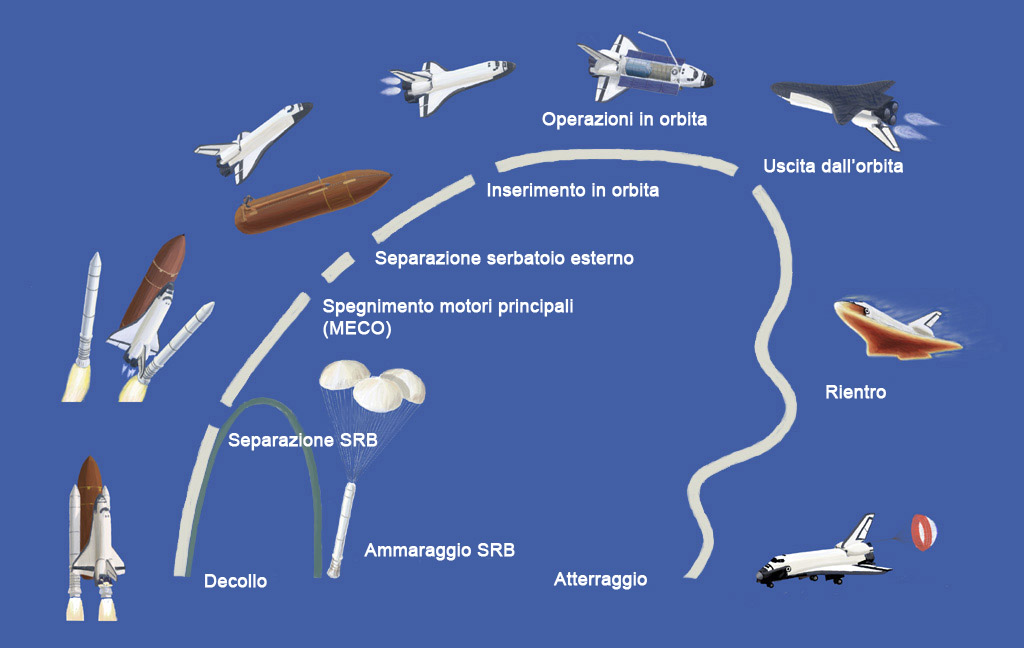 Operazioni in orbita
Uscita dall'orbita
Inserimento in orbita
Separazione serbatoio esterno
Spegnimento motori principali
(MECO)
Rientro
Separazione SRB
Ammaraggio SRB
Decollo
Atterraggio